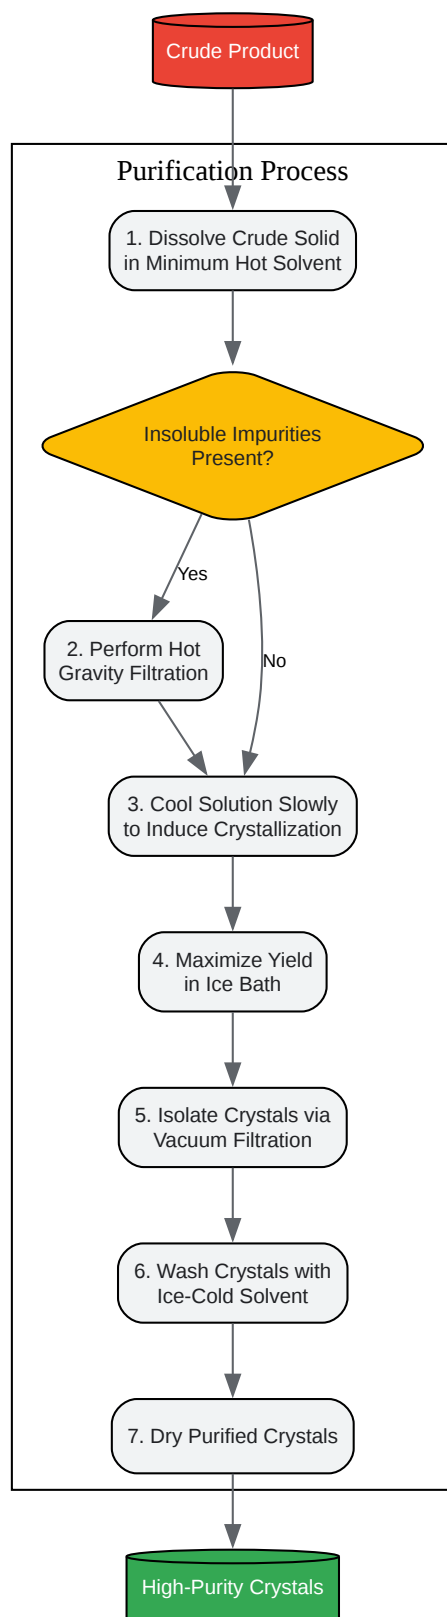 Crude Product
Purification Process
1. Dissolve Crude Solid
in Minimum Hot Solvent
Insoluble Impurities
Present?
Yes
2. Perform Hot
Gravity Filtration
No
3. Cool Solution Slowly
to Induce Crystallization
4. Maximize Yield
in Ice Bath
5. Isolate Crystals via
Vacuum Filtration
6. Wash Crystals with
Ice-Cold Solvent
7. Dry Purified Crystals
High-Purity Crystals